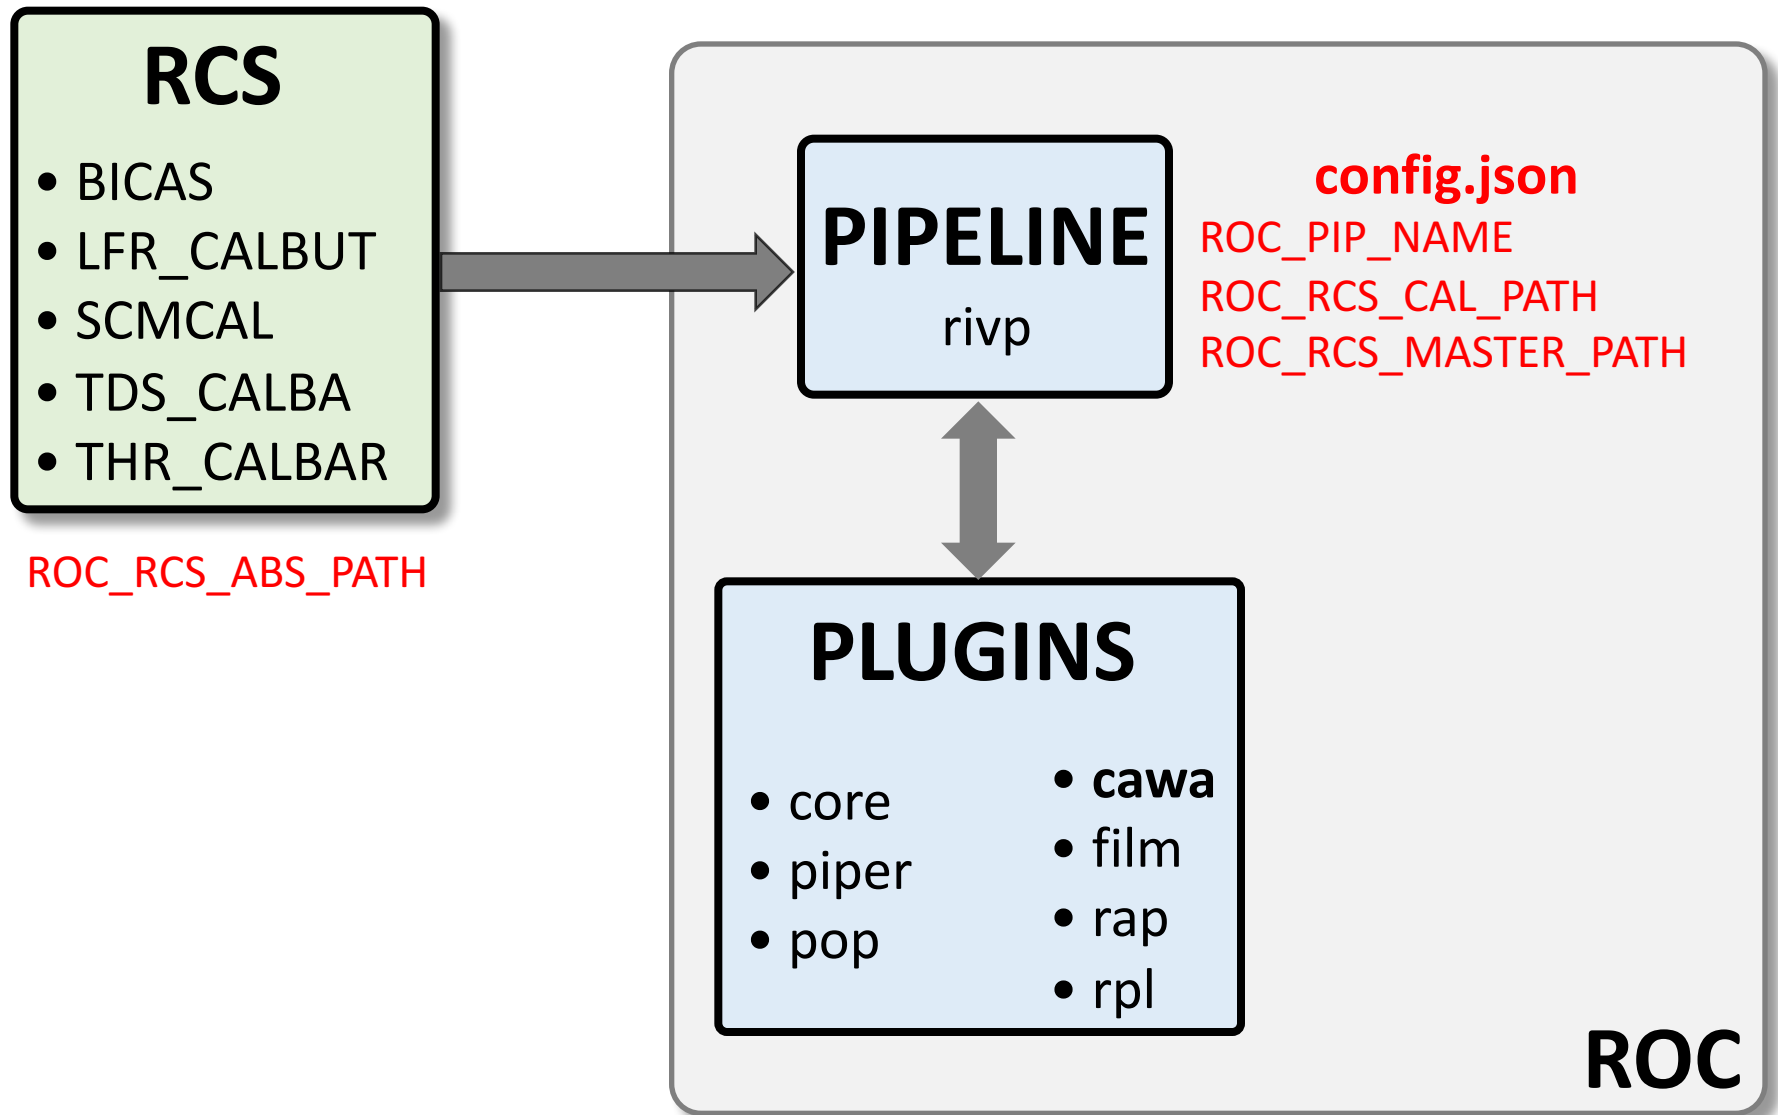 RCS
• BICAS
• LFR_CALBUT
• SCMCAL
• TDS_CALBA
• THR_CALBAR
ROC_RCS_ABS_PATH
PIPELINE
rivp
config.json
ROC_PIP_NAME
ROC_RCS_CAL_PATH
ROC_RCS_MASTER_PATH
PLUGINS
• core
• piper
• pop
• cawa
• film
• rap
• rpl
ROC